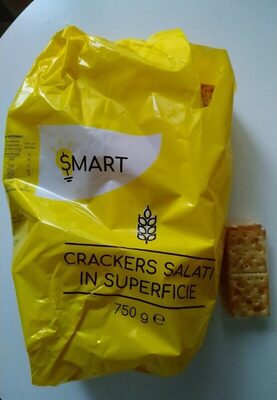 SMART
CRACKERS SALATI
IN SUPERFICIE
750 g e